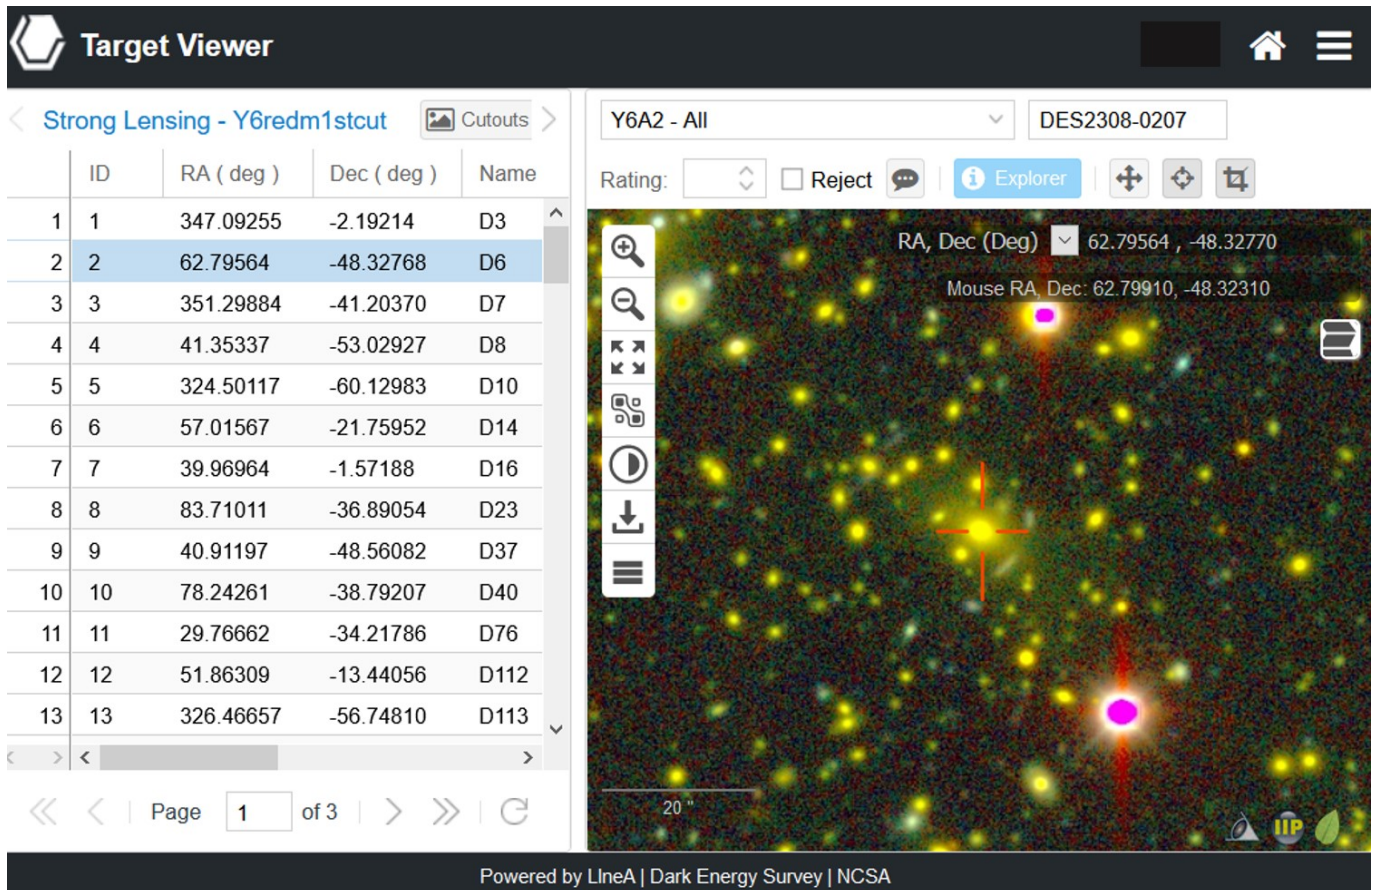 Target Viewer
Strong Lensing - Y6redm1stcut Cutouts
ID RA ( deg ) Dec ( deg ) Name
1 1 347.09255 -2.19214 D3
2 2 62.79564 -48.32768 D6
3 3 351.29884 -41.20370 D7
4 4 41.35337 -53.02927 D8
5 5 324.50117 -60.12983 D10
6 6 57.01567 -21.75952 D14
7 7 39.96964 -1.57188 D16
8 8 83.71011 -36.89054 D23
9 9 40.91197 -48.56082 D37
10 10 78.24261 -38.79207 D40
11 11 29.76662 -34.21786 D76
12 12 51.86309 -13.44056 D112
13 13 326.46657 -56.74810 D113
Page 1 of 3
Y6A2 - All DES2308-0207
Rating: Reject Explorer
RA, Dec (Deg) 62.79564 , -48.32770
Mouse RA, Dec: 62.79910, -48.32310
20 "
IIP
Powered by LIneA | Dark Energy Survey | NCSA